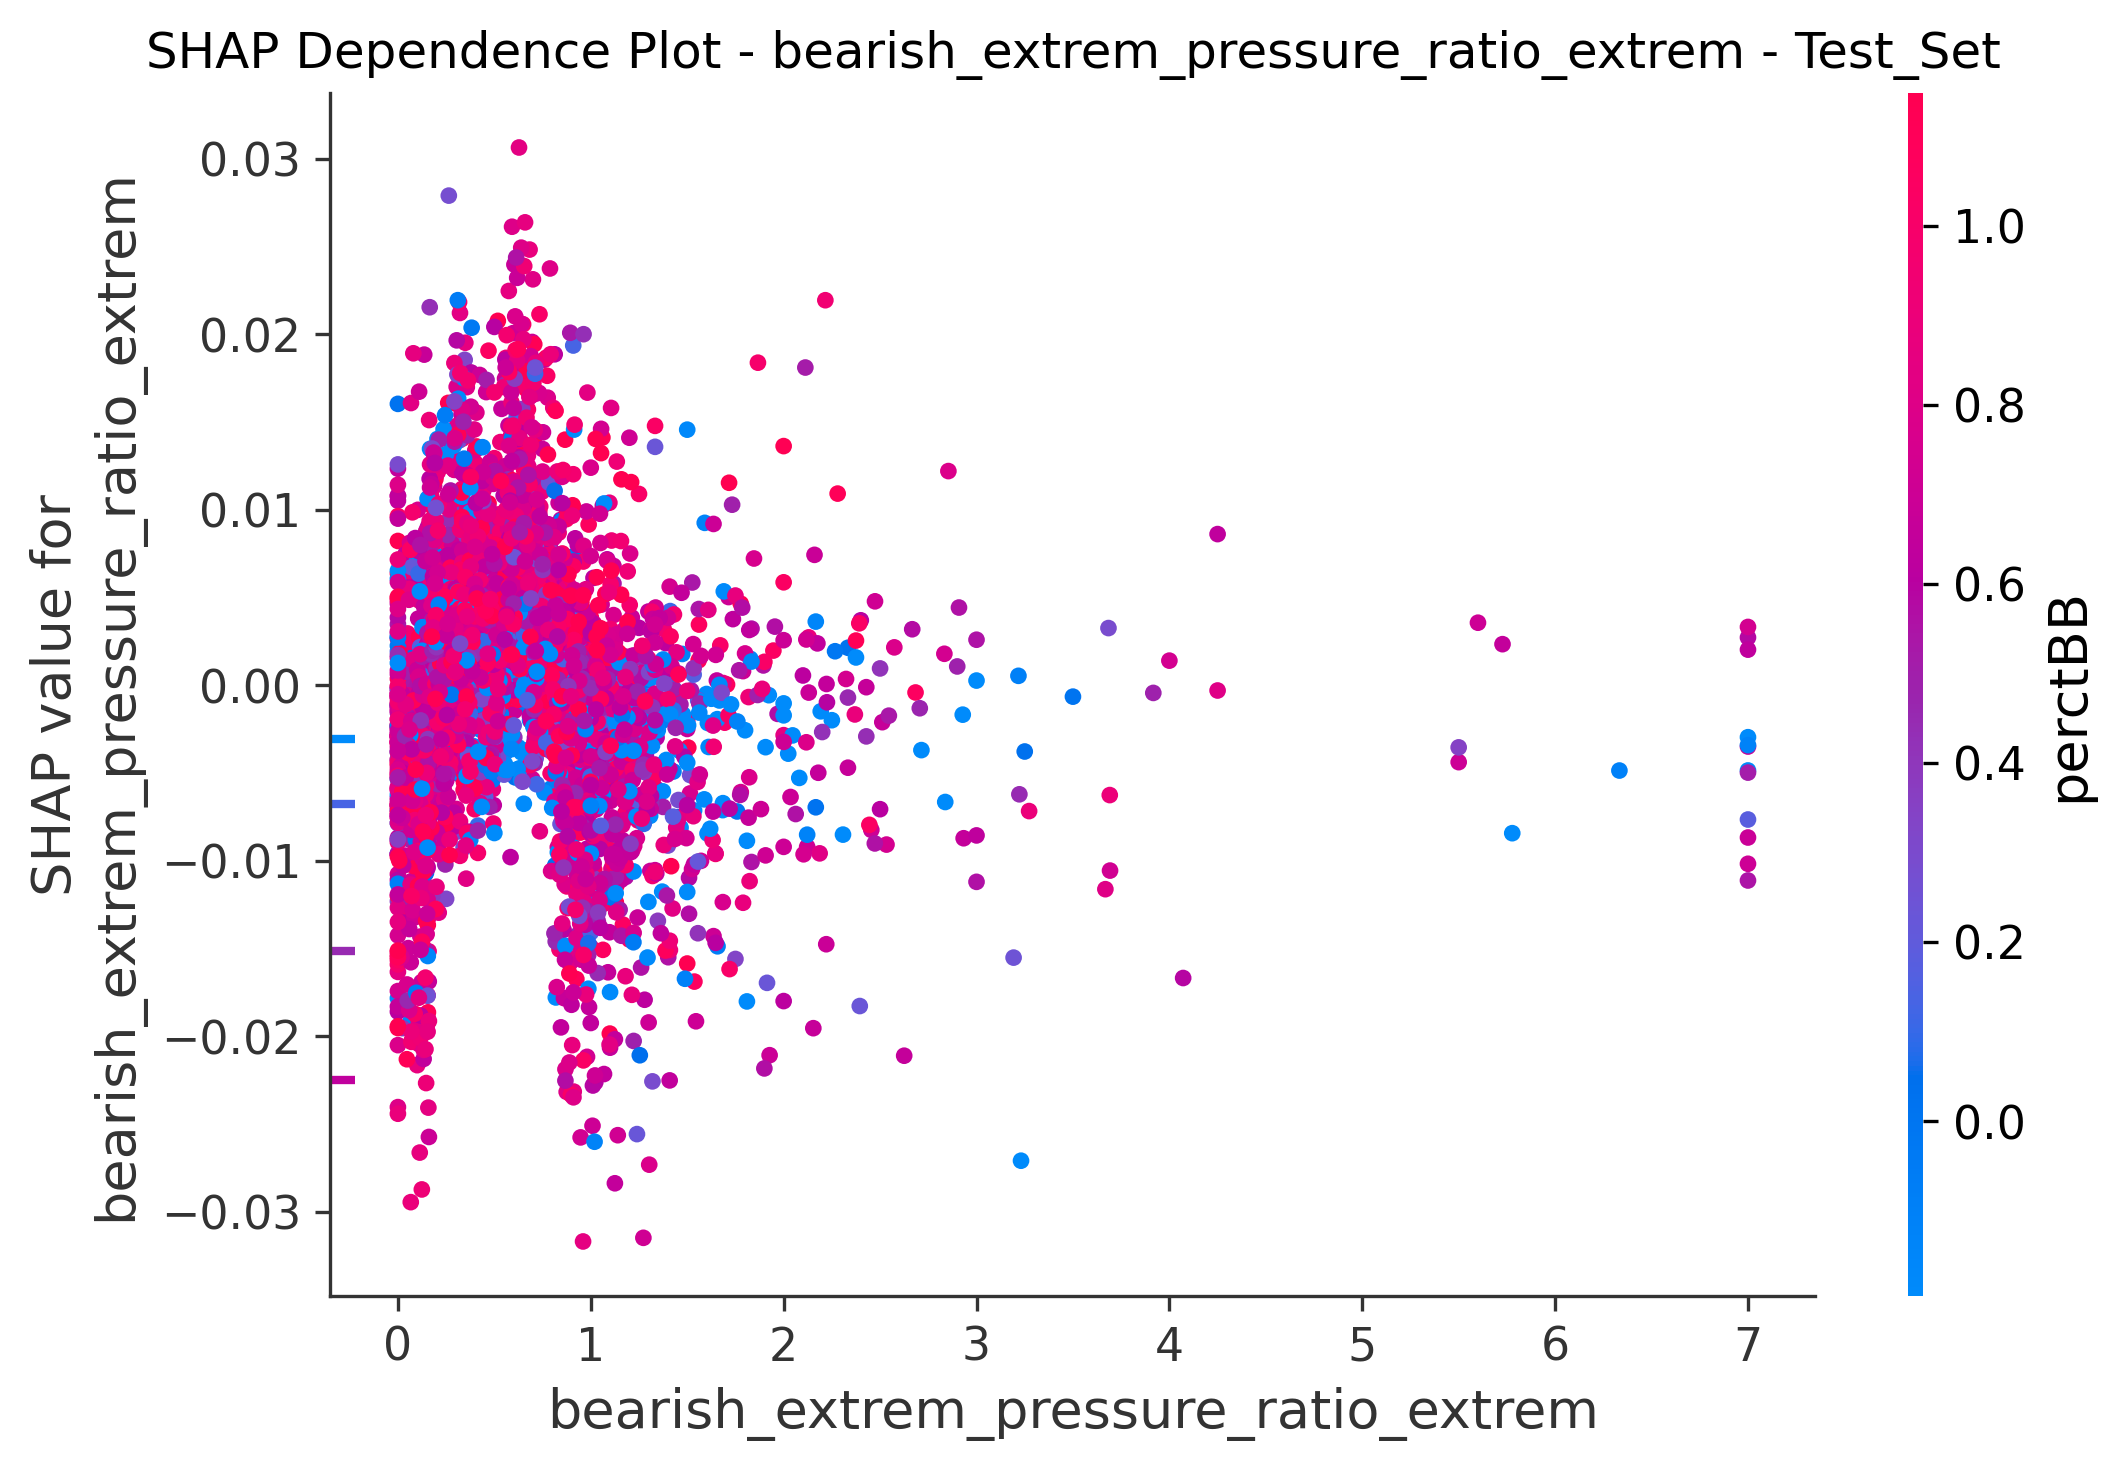 SHAP Dependence Plot - bearish_extrem_pressure_ratio_extrem - Test_Set
SHAP value for
bearish_extrem_pressure_ratio_extrem
0.03
0.02
0.01
0.00
−0.01
−0.02
−0.03
0 1 2 3 4 5 6 7
bearish_extrem_pressure_ratio_extrem
1.0
0.8
0.6
0.4
0.2
0.0
perctBB